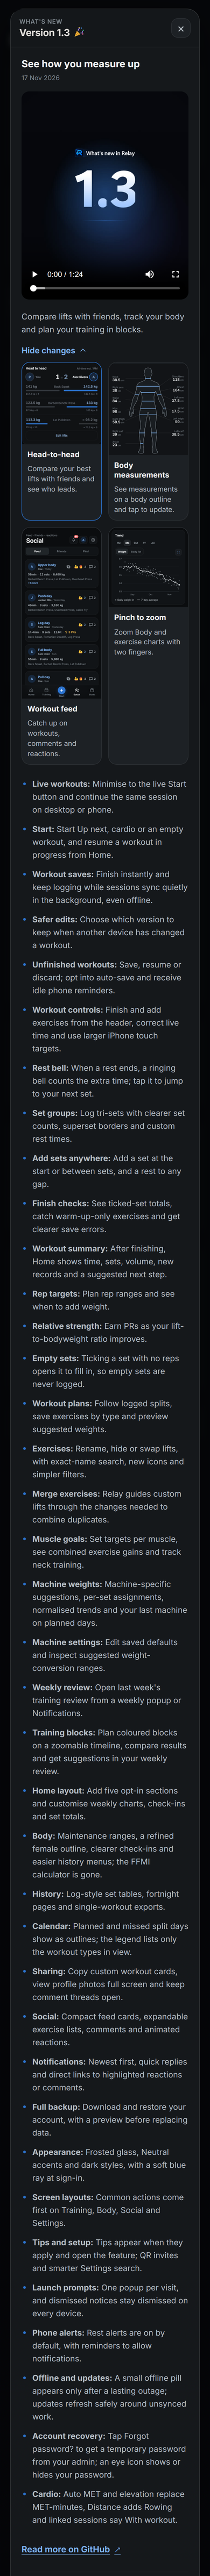 WHAT'S NEW
Version 1.3 🎉
See how you measure up
17 Nov 2026
What's new in Relay
1.3
0:00 / 1:24
Compare lifts with friends, track your body
and plan your training in blocks.
Hide changes
Head-to-head
Head-to-head
Compare your best
lifts with friends and
see who leads.
Body
measurements
See measurements
on a body outline
and tap to update.
Social
Workout feed
Catch up on
workouts,
comments and
reactions.
Trend
Pinch to zoom
Zoom Body and
exercise charts with
two fingers.
Live workouts: Minimise to the live Start
button and continue the same session
on desktop or phone.
Start: Start Up next, cardio or an empty
workout, and resume a workout in
progress from Home.
Workout saves: Finish instantly and
keep logging while sessions sync quietly
in the background, even offline.
Safer edits: Choose which version to
keep when another device has changed
a workout.
Unfinished workouts: Save, resume or
discard; opt into auto-save and receive
idle phone reminders.
Workout controls: Finish and add
exercises from the header, correct live
time and use larger iPhone touch
targets.
Rest bell: When a rest ends, a ringing
bell counts the extra time; tap it to jump
to your next set.
Set groups: Log tri-sets with clearer set
counts, superset borders and custom
rest times.
Add sets anywhere: Add a set at the
start or between sets, and a rest to any
gap.
Finish checks: See ticked-set totals,
catch warm-up-only exercises and get
clearer save errors.
Workout summary: After finishing,
Home shows time, sets, volume, new
records and a suggested next step.
Rep targets: Plan rep ranges and see
when to add weight.
Relative strength: Earn PRs as your lift-
to-bodyweight ratio improves.
Empty sets: Ticking a set with no reps
opens it to fill in, so empty sets are
never logged.
Workout plans: Follow logged splits,
save exercises by type and preview
suggested weights.
Exercises: Rename, hide or swap lifts,
with exact-name search, new icons and
simpler filters.
Merge exercises: Relay guides custom
lifts through the changes needed to
combine duplicates.
Muscle goals: Set targets per muscle,
see combined exercise gains and track
neck training.
Machine weights: Machine-specific
suggestions, per-set assignments,
normalised trends and your last machine
on planned days.
Machine settings: Edit saved defaults
and inspect suggested weight-
conversion ranges.
Weekly review: Open last week's
training review from a weekly popup or
Notifications.
Training blocks: Plan coloured blocks
on a zoomable timeline, compare results
and get suggestions in your weekly
review.
Home layout: Add five opt-in sections
and customise weekly charts, check-ins
and set totals.
Body: Maintenance ranges, a refined
female outline, clearer check-ins and
easier history menus; the FFMI
calculator is gone.
History: Log-style set tables, fortnight
pages and single-workout exports.
Calendar: Planned and missed split days
show as outlines; the legend lists only
the workout types in view.
Sharing: Copy custom workout cards,
view profile photos full screen and keep
comment threads open.
Social: Compact feed cards, expandable
exercise lists, comments and animated
reactions.
Notifications: Newest first, quick replies
and direct links to highlighted reactions
or comments.
Full backup: Download and restore your
account, with a preview before replacing
data.
Appearance: Frosted glass, Neutral
accents and dark styles, with a soft blue
ray at sign-in.
Screen layouts: Common actions come
first on Training, Body, Social and
Settings.
Tips and setup: Tips appear when they
apply and open the feature; QR invites
and smarter Settings search.
Launch prompts: One popup per visit,
and dismissed notices stay dismissed on
every device.
Phone alerts: Rest alerts are on by
default, with reminders to allow
notifications.
Offline and updates: A small offline pill
appears only after a lasting outage;
updates refresh safely around unsynced
work.
Account recovery: Tap Forgot
password? to get a temporary password
from your admin; an eye icon shows or
hides your password.
Cardio: Auto MET and elevation replace
MET-minutes, Distance adds Rowing
and linked sessions say With workout.
Read more on GitHub ↗